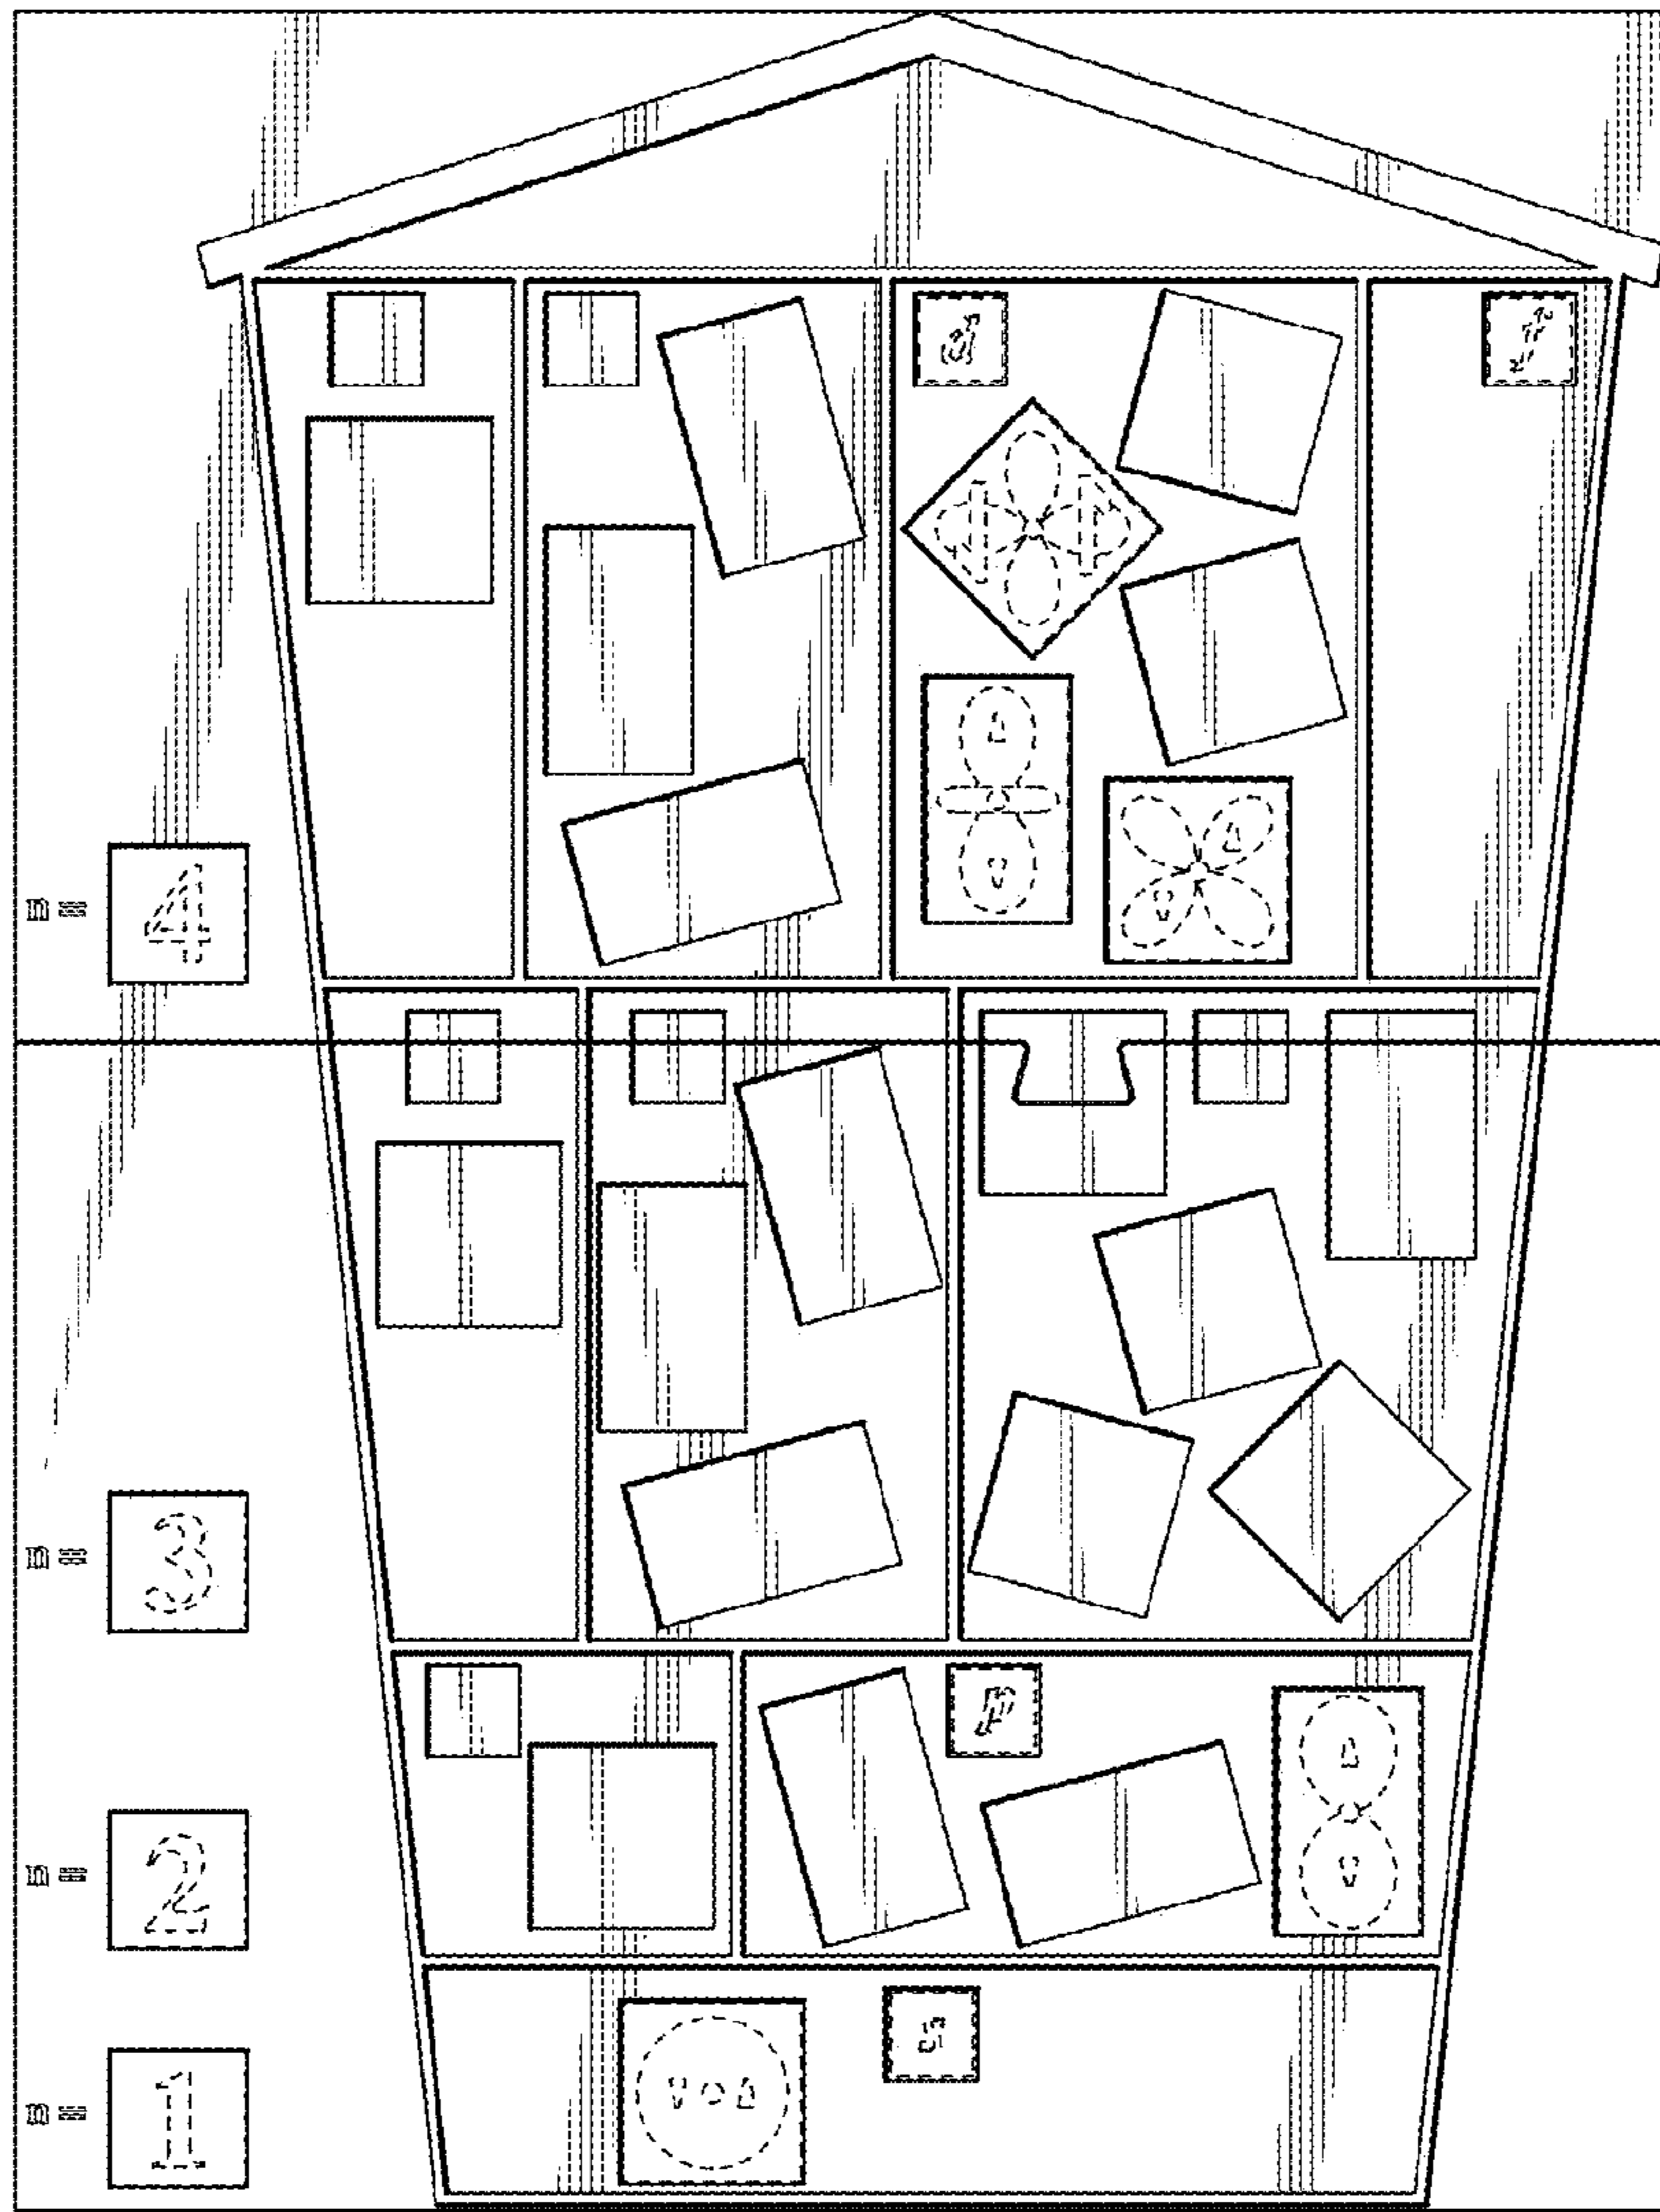 d f
n = 4
n = 3
p
n = 2
s
n = 1